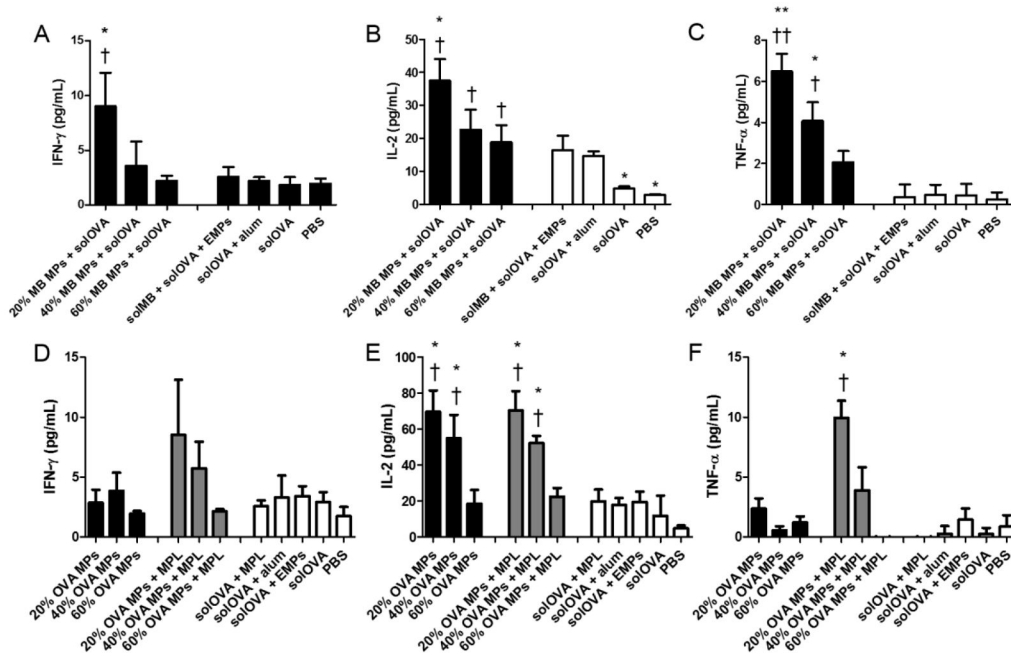 A
IFN-γ (pg/mL)
15
10
5
0
*
†
20% MB MPs + solOVA
40% MB MPs + solOVA
60% MB MPs + solOVA
solMB + solOVA + EMPs
solOVA + alum
solOVA
PBS
B
IL-2 (pg/mL)
50
40
30
20
10
0
*
†
†
†
*
*
20% MB MPs + solOVA
40% MB MPs + solOVA
60% MB MPs + solOVA
solMB + solOVA + EMPs
solOVA + alum
solOVA
PBS
C
TNF-α (pg/mL)
8
6
4
2
0
**
††
*
†
20% MB MPs + solOVA
40% MB MPs + solOVA
60% MB MPs + solOVA
solMB + solOVA + EMPs
solOVA + alum
solOVA
PBS
D
IFN-γ (pg/mL)
15
10
5
0
20% OVA MPs
40% OVA MPs
60% OVA MPs
20% OVA MPs + MPL
40% OVA MPs + MPL
60% OVA MPs + MPL
solOVA + MPL
solOVA + alum
solOVA + EMPs
solOVA
PBS
E
IL-2 (pg/mL)
100
80
60
40
20
0
*
†
*
†
*
†
*
†
20% OVA MPs
40% OVA MPs
60% OVA MPs
20% OVA MPs + MPL
40% OVA MPs + MPL
60% OVA MPs + MPL
solOVA + MPL
solOVA + alum
solOVA + EMPs
solOVA
PBS
F
TNF-α (pg/mL)
15
10
5
0
*
†
20% OVA MPs
40% OVA MPs
60% OVA MPs
20% OVA MPs + MPL
40% OVA MPs + MPL
60% OVA MPs + MPL
solOVA + MPL
solOVA + alum
solOVA + EMPs
solOVA
PBS